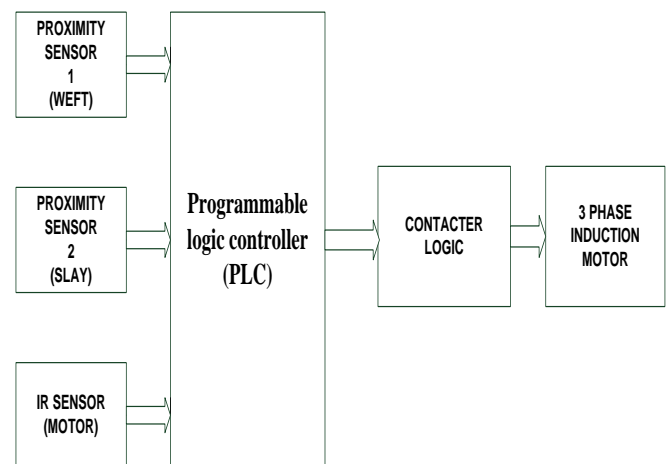 PROXIMITY
SENSOR
1
(WEFT)
PROXIMITY
SENSOR
2
(SLAY)
IR SENSOR
(MOTOR)
Programmable
logic controller
(PLC)
CONTACTER
LOGIC
3 PHASE
INDUCTION
MOTOR